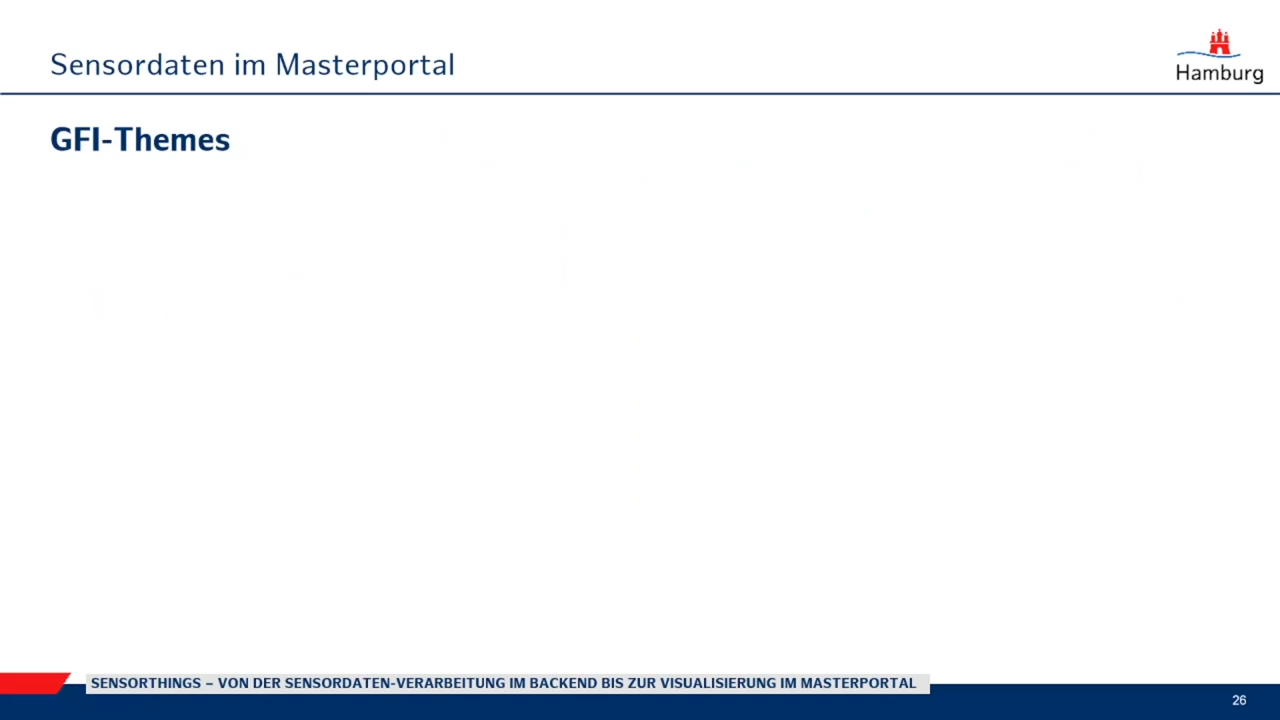 Sensordaten im Masterportal
Hamburg
GFI-Themes
SENSORTHINGS – VON DER SENSORDATEN-VERARBEITUNG IM BACKEND BIS ZUR VISUALISIERUNG IM MASTERPORTAL
26